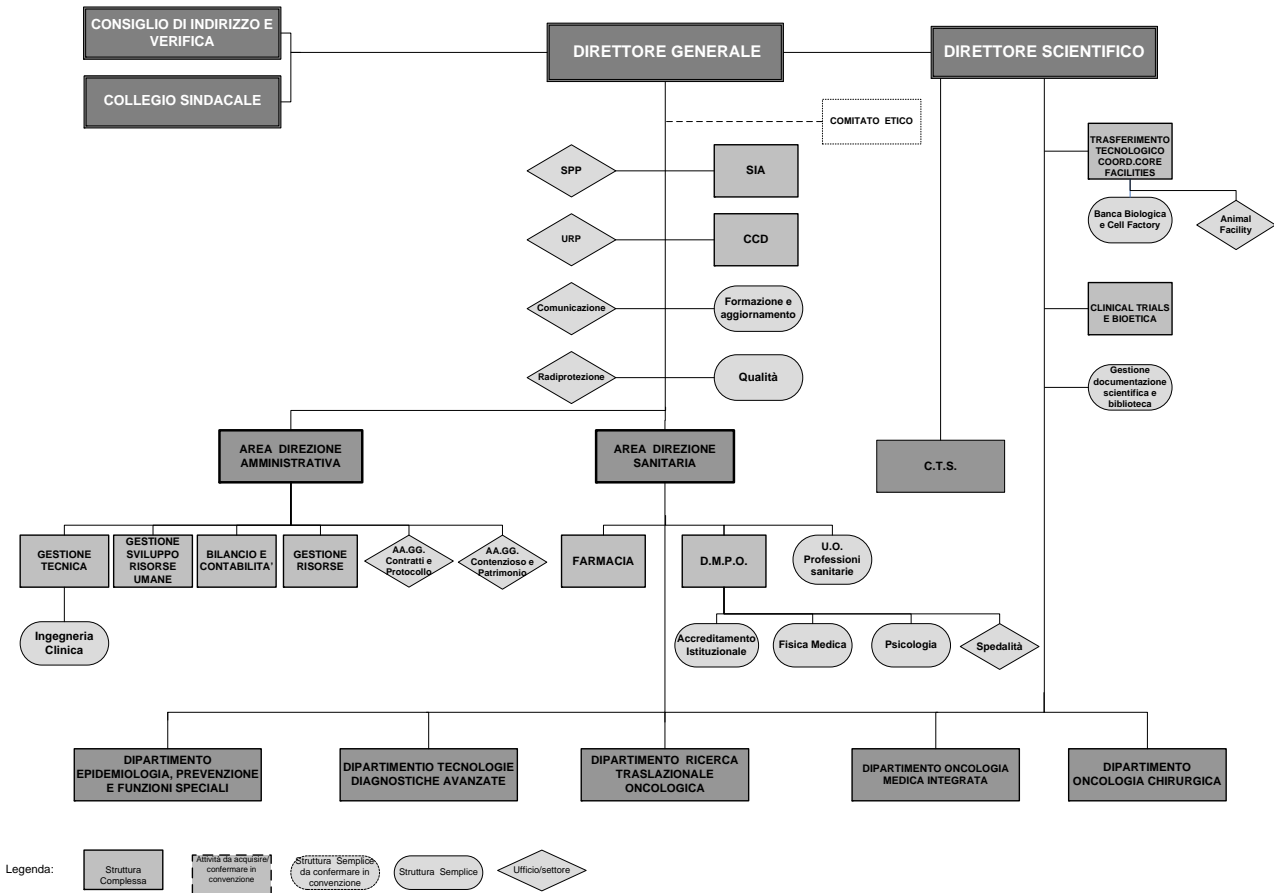 CONSIGLIO DI INDIRIZZO E
VERIFICA
COLLEGIO SINDACALE
DIRETTORE GENERALE
DIRETTORE SCIENTIFICO
COMITATO ETICO
SPP
SIA
URP
CCD
Comunicazione
Formazione e
aggiornamento
Radiprotezione
Qualità
TRASFERIMENTO
TECNOLOGICO
COORD.CORE
FACILITIES
Banca Biologica
e Cell Factory
Animal
Facility
CLINICAL TRIALS
E BIOETICA
Gestione
documentazione
scientifica e
biblioteca
AREA DIREZIONE
AMMINISTRATIVA
AREA DIREZIONE
SANITARIA
C.T.S.
GESTIONE
TECNICA
GESTIONE
SVILUPPO
RISORSE
UMANE
BILANCIO E
CONTABILITA'
GESTIONE
RISORSE
AA.GG.
Contratti e
Protocollo
AA.GG.
Contenzioso e
Patrimonio
FARMACIA
D.M.P.O.
U.O.
Professioni
sanitarie
Ingegneria
Clinica
Accreditamento
Istituzionale
Fisica Medica
Psicologia
Spedalità
DIPARTIMENTO
EPIDEMIOLOGIA, PREVENZIONE
E FUNZIONI SPECIALI
DIPARTIMENTIO TECNOLOGIE
DIAGNOSTICHE AVANZATE
DIPARTIMENTO RICERCA
TRASLAZIONALE
ONCOLOGICA
DIPARTIMENTO ONCOLOGIA
MEDICA INTEGRATA
DIPARTIMENTO
ONCOLOGIA CHIRURGICA
Legenda:
Struttura
Complessa
Attività da acquisire/
confermare in
convenzione
Struttura Semplice
da confermare in
convenzione
Struttura Semplice
Ufficio/settore